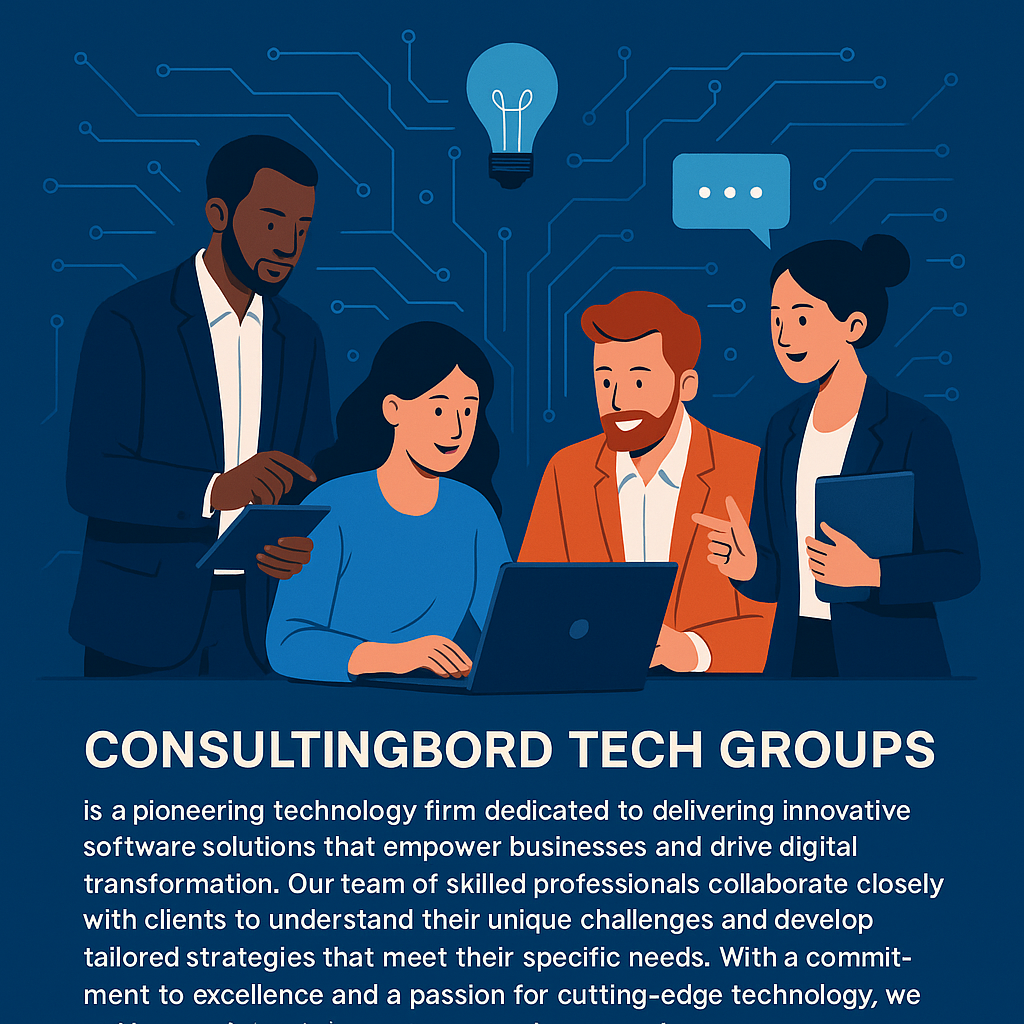 CONSULTINGBORD TECH GROUPS
is a pioneering technology firm dedicated to delivering innovative
software solutions that empower businesses and drive digital
transformation. Our team of skilled professionals collaborate closely
with clients to understand their unique challenges and develop
tailored strategies that meet their specific needs. With a commit-
ment to excellence and a passion for cutting-edge technology, we